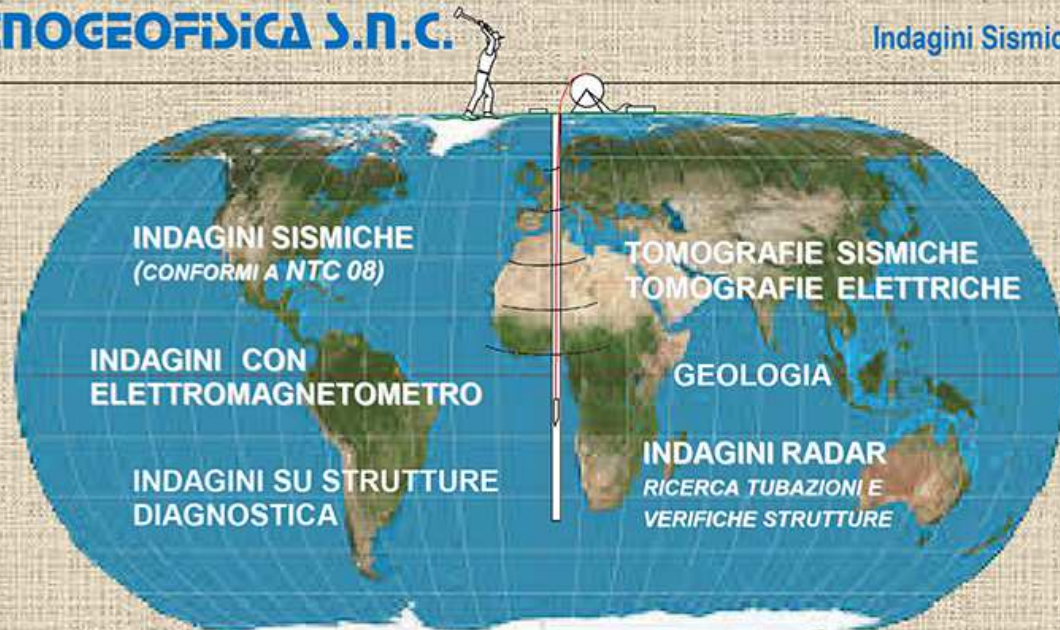 NOGEOFISICA S.N.C.
Indagini Sismic
INDAGINI SISMICHE
(CONFORMI A NTC 08)
TOMOGRAFIE SISMICHE
TOMOGRAFIE ELETTRICHE
INDAGINI CON
ELETTROMAGNETOMETRO
GEOLOGIA
INDAGINI SU STRUTTURE
DIAGNOSTICA
INDAGINI RADAR
RICERCA TUBAZIONI E
VERIFICHE STRUTTURE